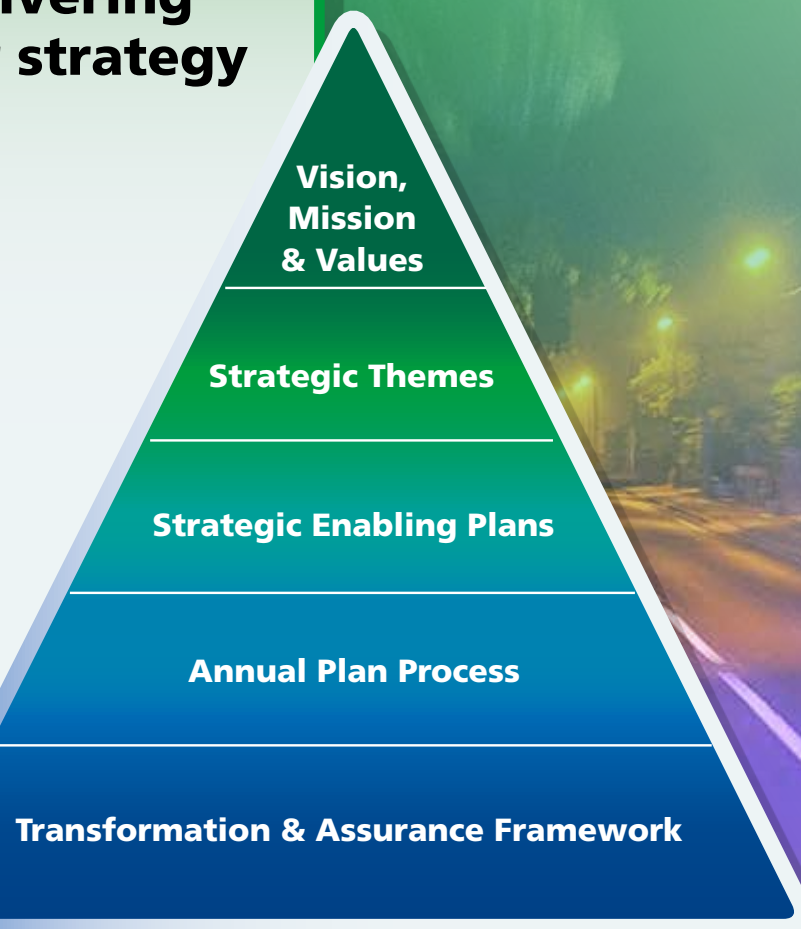 strategy
Vision,
Mission
& Values
Strategic Themes
Strategic Enabling Plans
Annual Plan Process
Transformation & Assurance Framework